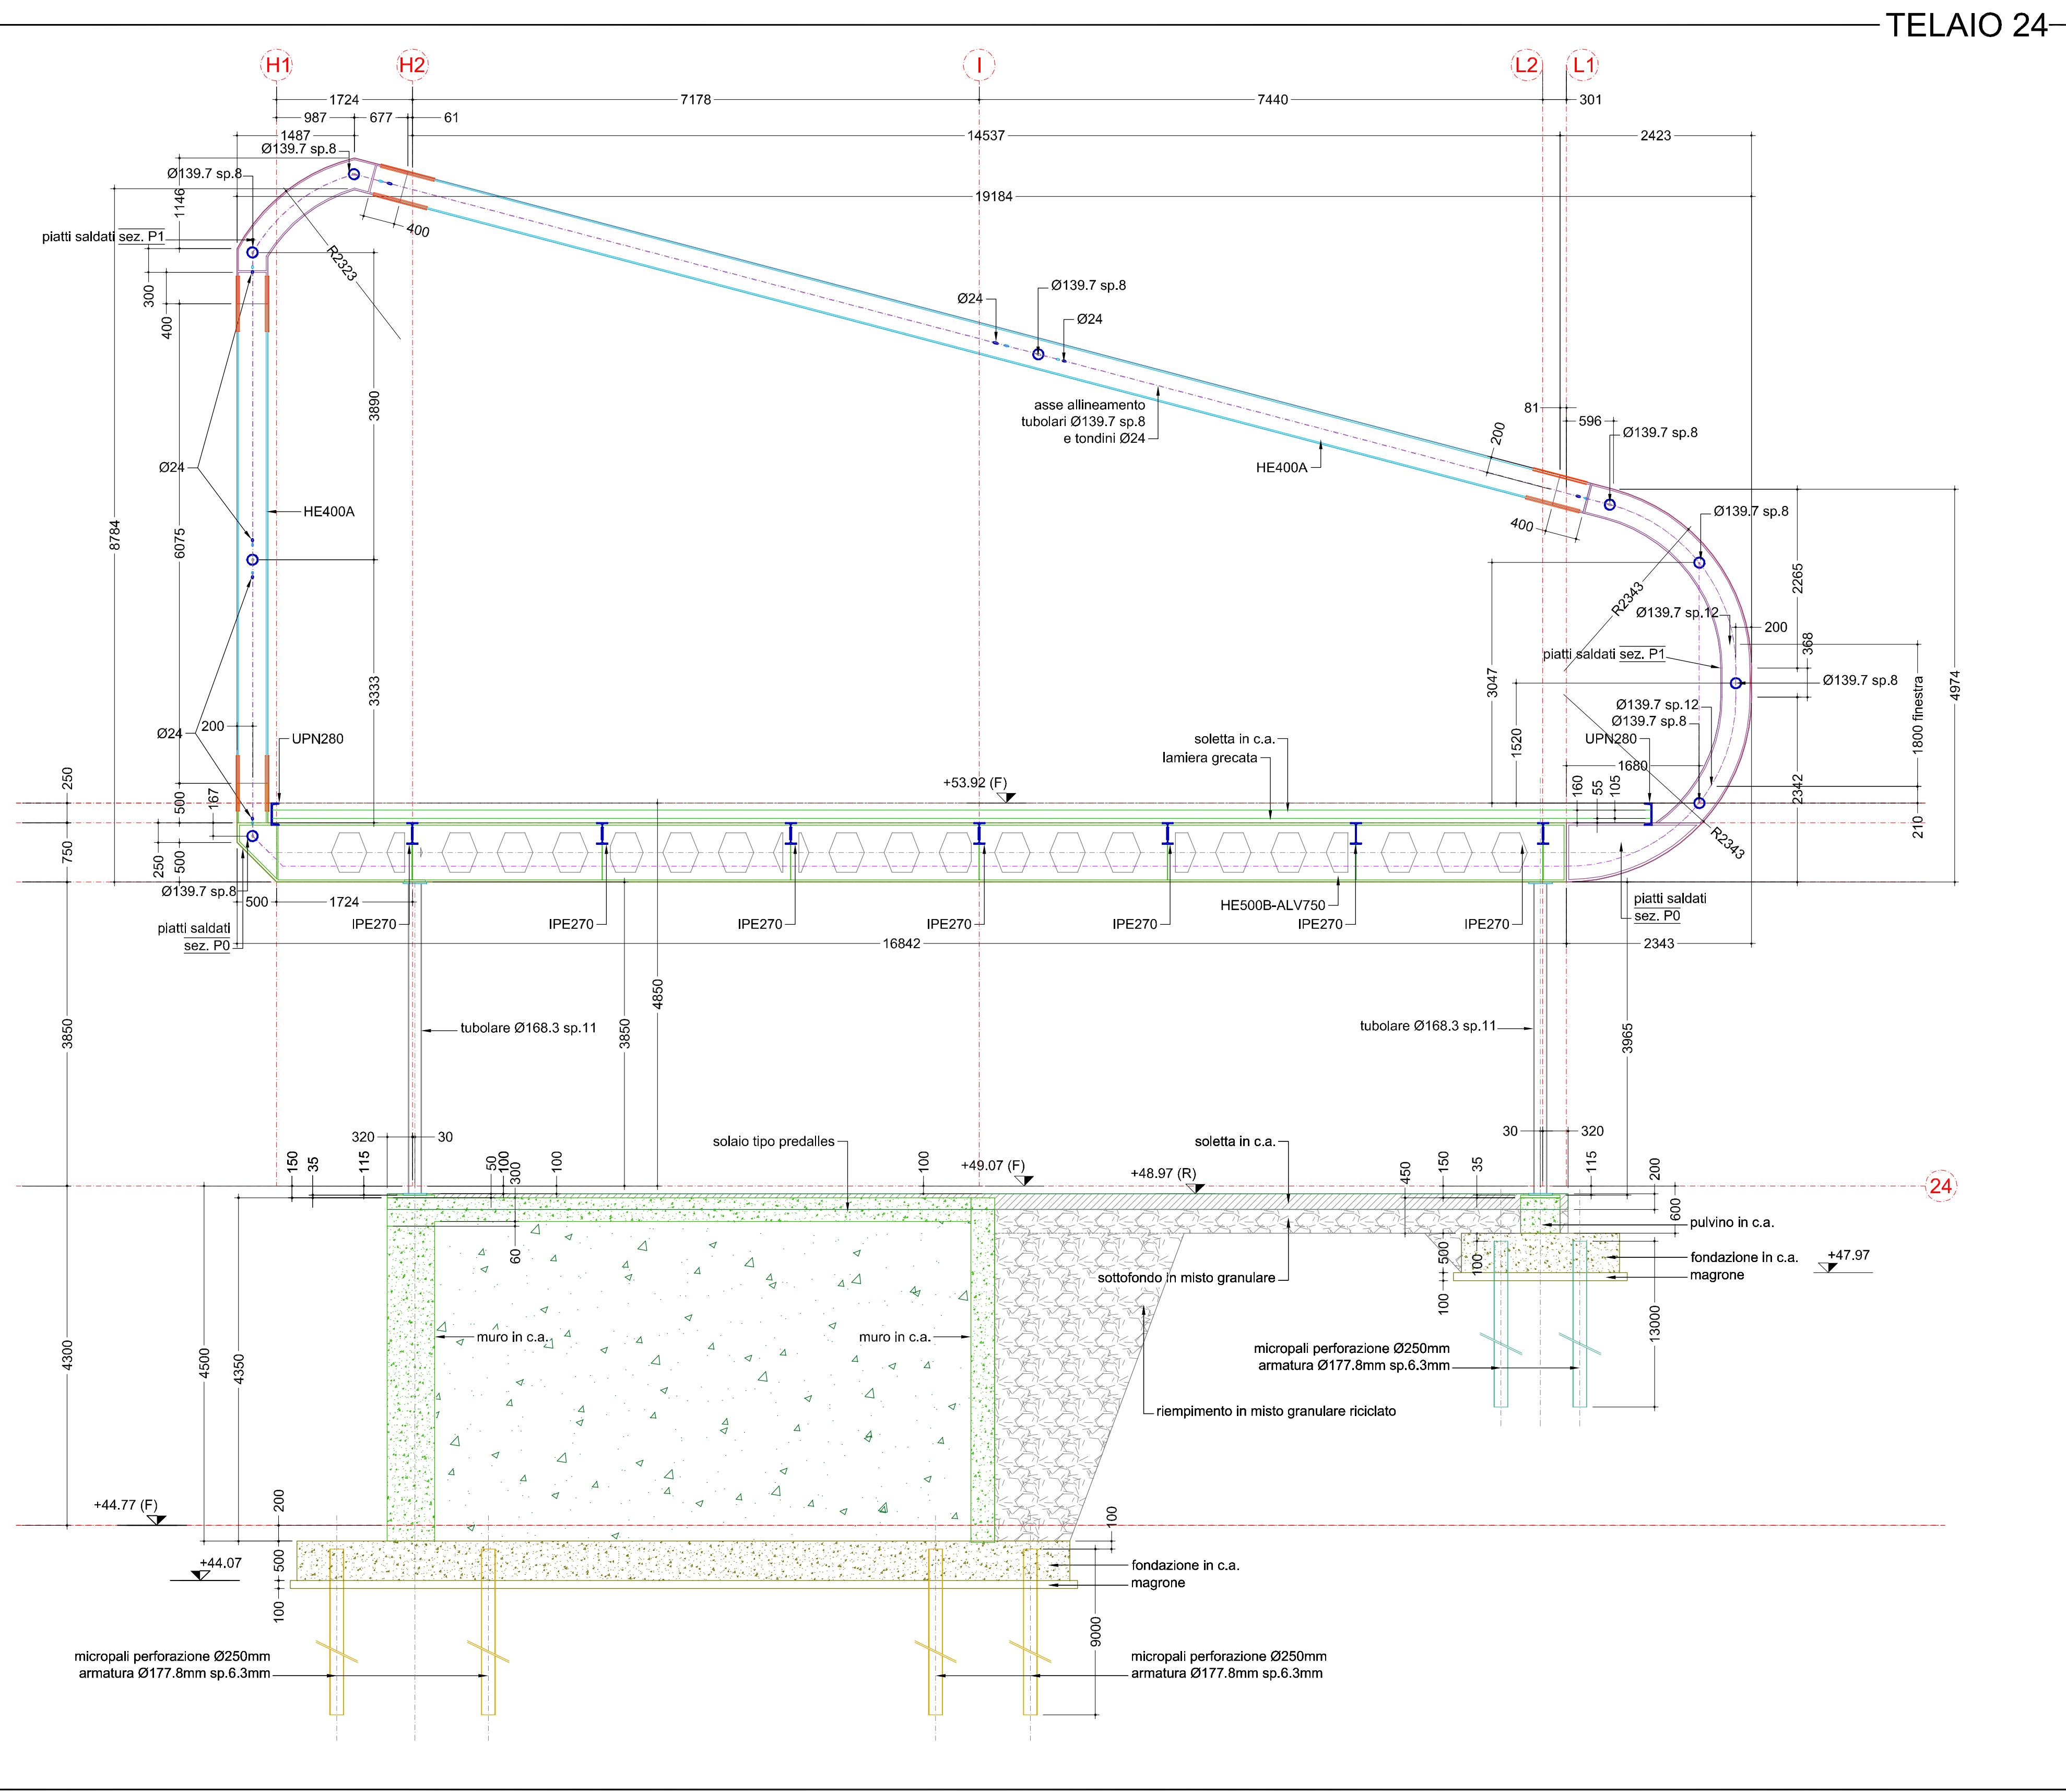 TELAIO 24
H1
H2
I
L2
L1
1724
7178
7440
301
987
677
61
1487
14537
2423
Ø139.7 sp.8
Ø139.7 sp.8
19184
1146
400
piatti saldati sez. P1
R2323
300
400
8784
6075
3890
3333
Ø24
Ø139.7 sp.8
Ø24
asse allineamento
tubolari Ø139.7 sp.8
e tondini Ø24
HE400A
81
596
200
Ø139.7 sp.8
400
Ø139.7 sp.8
Ø24
HE400A
R2343
2265
4974
Ø139.7 sp.12
200
368
piatti saldati sez. P1
3047
Ø139.7 sp.8
1520
1800 finestra
Ø139.7 sp.12
Ø139.7 sp.8
200
Ø24
UPN280
soletta in c.a.
lamiera grecata
UPN280
1680
+53.92 (F)
250
500
167
160
55
105
2342
210
R2343
750
250
500
Ø139.7 sp.8
500
1724
piatti saldati
sez. P0
IPE270
IPE270
IPE270
IPE270
IPE270
IPE270
IPE270
HE500B-ALV750
piatti saldati
sez. P0
16842
2343
3850
4850
3850
3965
tubolare Ø168.3 sp.11
tubolare Ø168.3 sp.11
320
30
solaio tipo predalles
soletta in c.a.
30
320
150
35
115
50
100
300
100
100
+49.07 (F)
+48.97 (R)
450
150
35
115
200
600
24
60
pulvino in c.a.
500
100
fondazione in c.a.
+47.97
magrone
sottofondo in misto granulare
100
13000
muro in c.a.
muro in c.a.
4300
4500
4350
micropali perforazione Ø250mm
armatura Ø177.8mm sp.6.3mm
riempimento in misto granulare riciclato
+44.77 (F)
200
100
+44.07
500
fondazione in c.a.
magrone
100
9000
micropali perforazione Ø250mm
armatura Ø177.8mm sp.6.3mm
micropali perforazione Ø250mm
armatura Ø177.8mm sp.6.3mm